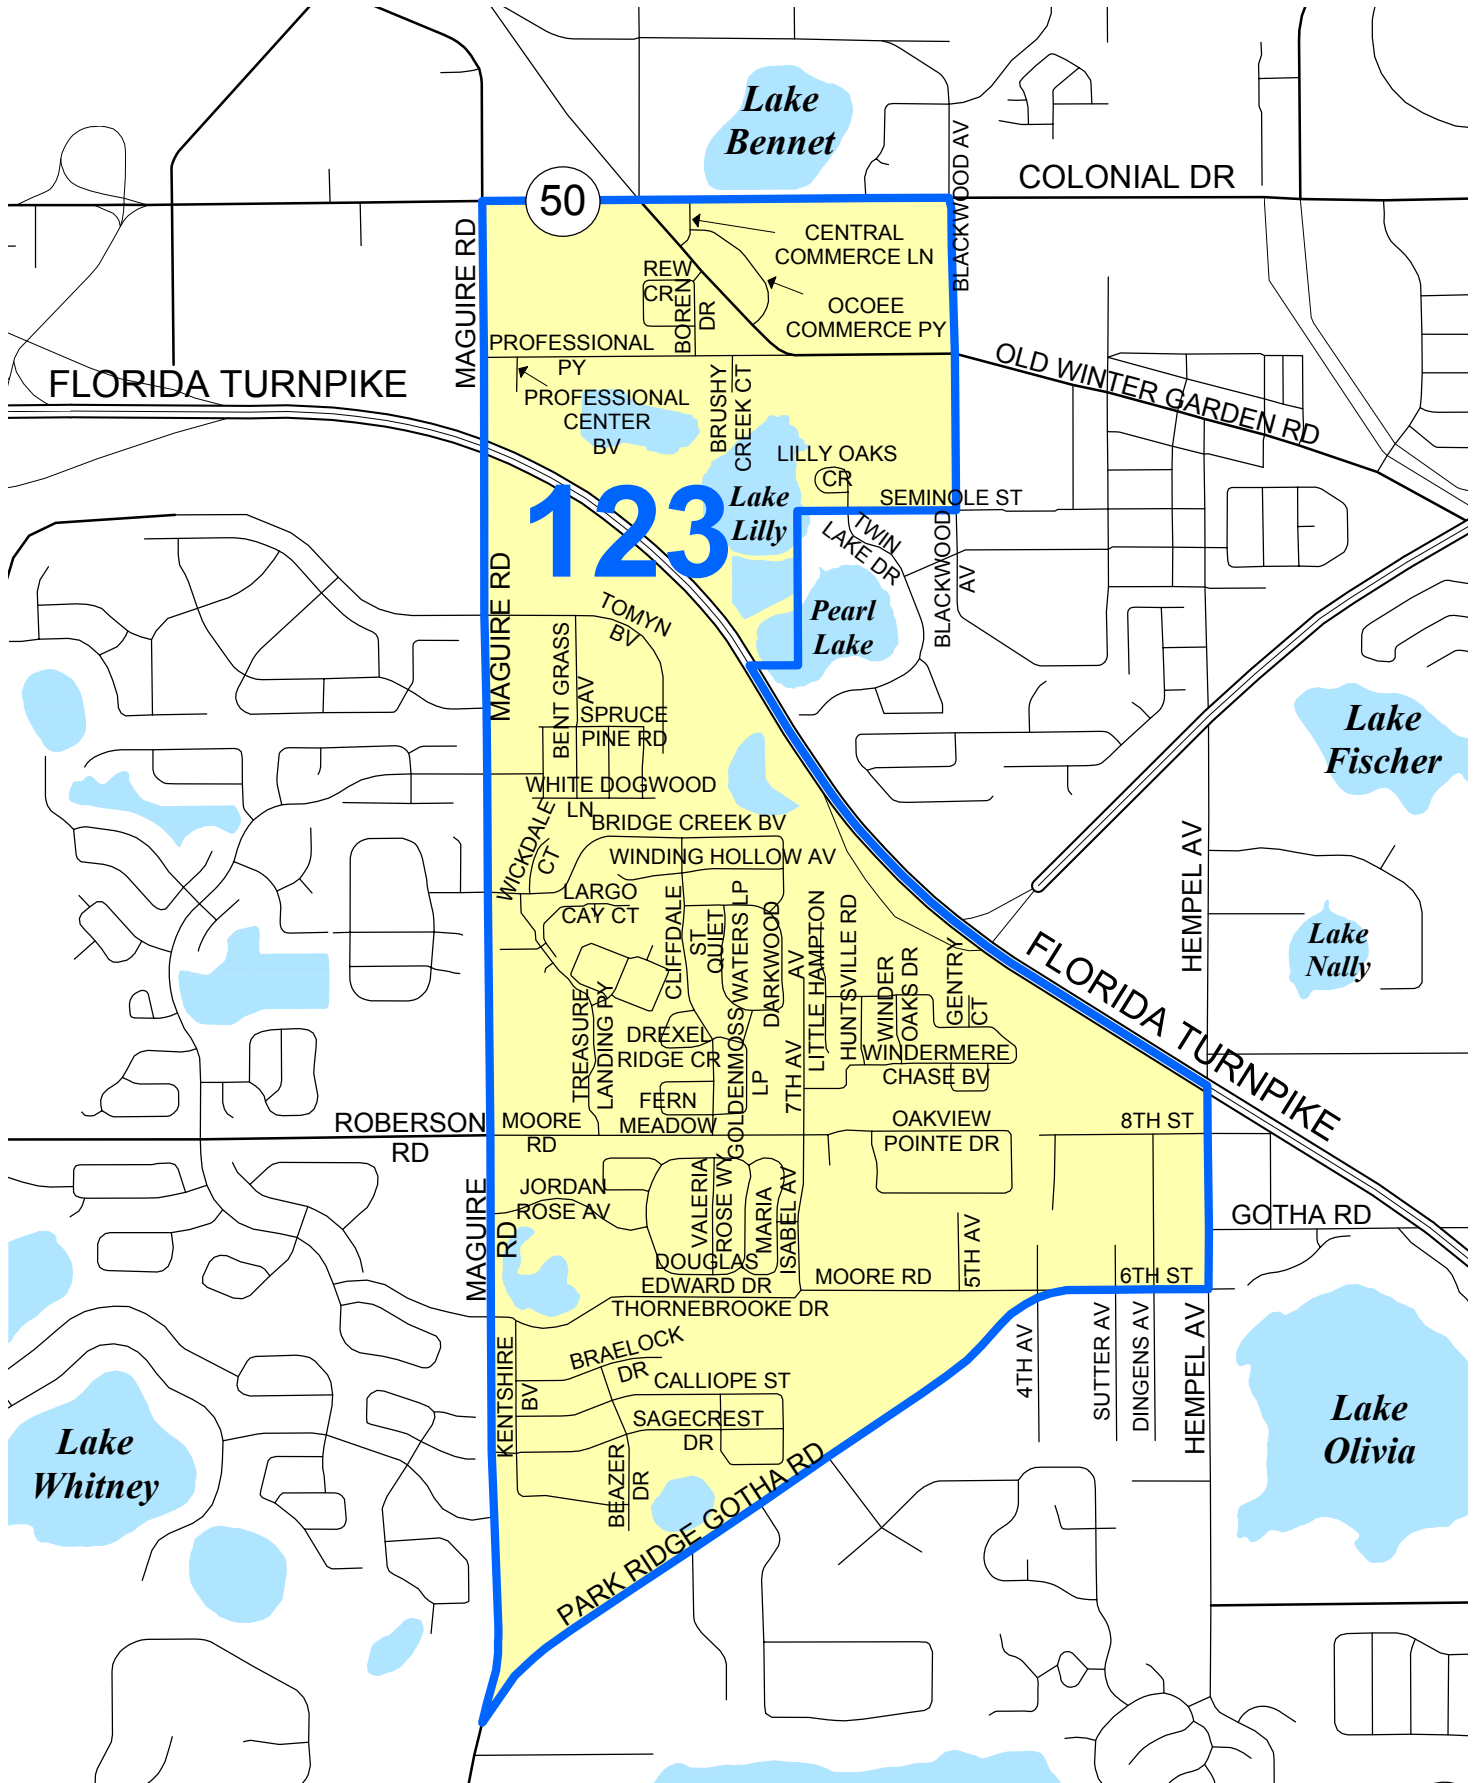 Lake
Bennet
COLONIAL DR
50
BLACKWOOD AV
MAGUIRE RD
CENTRAL
COMMERCE LN
REW
CR
BOREN
DR
OCOEE
COMMERCE PY
PROFESSIONAL
PY
OLD WINTER GARDEN RD
FLORIDA TURNPIKE
PROFESSIONAL
CENTER
BV
BRUSHY
CREEK CT
LILLY OAKS
CR
SEMINOLE ST
123
Lake
Lilly
TWIN
LAKE DR
BLACKWOOD
AV
MAGUIRE RD
TOMYN
BV
Pearl
Lake
BENT GRASS
AV
SPRUCE
PINE RD
Lake
Fischer
WHITE DOGWOOD
LN
BRIDGE CREEK BV
WICKDALE
CT
WINDING HOLLOW AV
HEMPEL AV
LARGO
CAY CT
CLIFFDALE
ST
QUIET
WATERS LP
DARKWOOD
AV
LITTLE HAMPTON
HUNTSVILLE RD
WINDER
OAKS DR
GENTRY
CT
Lake
Nally
FLORIDA TURNPIKE
TREASURE
LANDING PY
DREXEL
RIDGE CR
GOLDENMOSS
LP
7TH AV
WINDERMERE
CHASE BV
FERN
MEADOW
ROBERSON
RD
MOORE
RD
OAKVIEW
POINTE DR
8TH ST
MAGUIRE
RD
JORDAN
ROSE AV
VALERIA
ROSE WY
MARIA
ISABEL AV
5TH AV
GOTHA RD
DOUGLAS
EDWARD DR
MOORE RD
6TH ST
THORNEBROOKE DR
KENTSHIRE
BV
BRAELOCK
DR
4TH AV
SUTTER AV
DINGENS AV
HEMPEL AV
CALLIOPE ST
SAGECREST
DR
Lake
Olivia
Lake
Whitney
BEAZER
DR
PARK RIDGE GOTHA RD